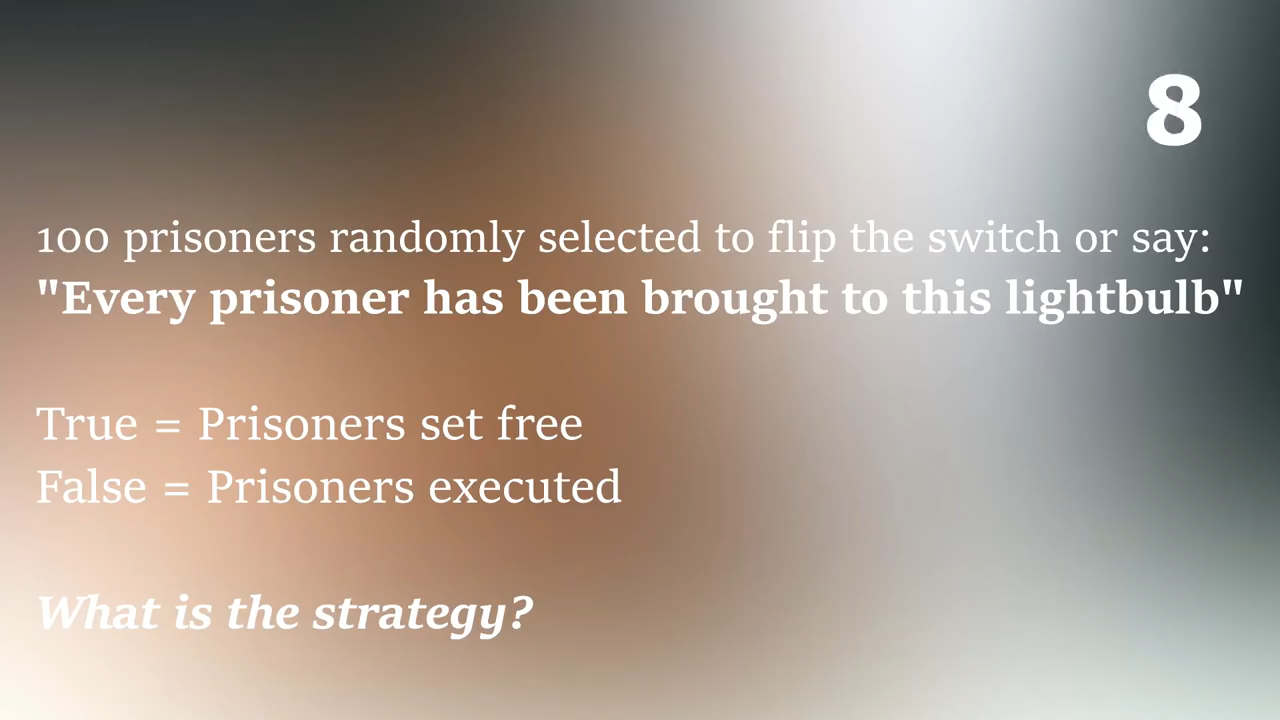 8
100 prisoners randomly selected to flip the switch or say:
"Every prisoner has been brought to this lightbulb"
True = Prisoners set free
False = Prisoners executed
What is the strategy?